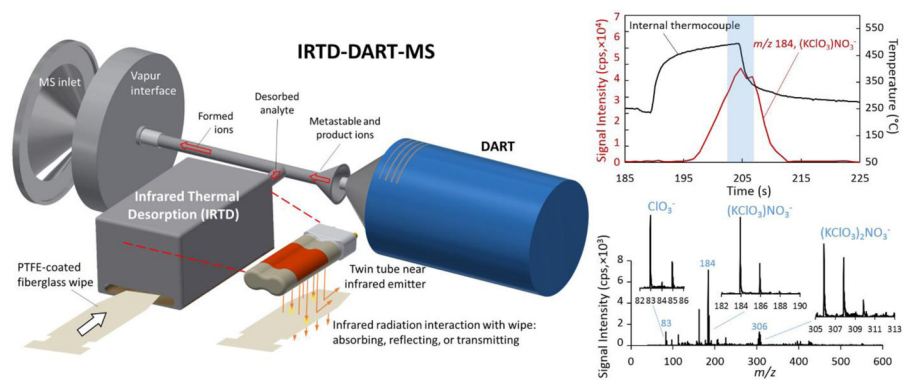 IRTD-DART-MS
MS inlet
Vapur
interface
Desorbed
analyte
Formed
ions
Metastable and
product ions
DART
Infrared Thermal
Desorption (IRTD)
PTFE-coated
fiberglass wipe
Twin tube near
infrared emitter
Infrared radiation interaction with wipe:
absorbing, reflecting, or transmitting
Signal Intensity (cps,×10⁴)
7
6
5
4
3
2
1
0
Internal thermocouple
m/z 184, (KClO₃)NO₃⁻
550
450
350
250
150
50
Temperature (°C)
185 195 205 215 225
Time (s)
Signal Intensity (cps,×10³)
8
6
4
2
0
ClO₃⁻
82 83 84 85 86
83
(KClO₃)NO₃⁻
184
182 184 186 188 190
(KClO₃)₂NO₃⁻
305 307 309 311 313
306
0 100 200 300 400 500 600
m/z